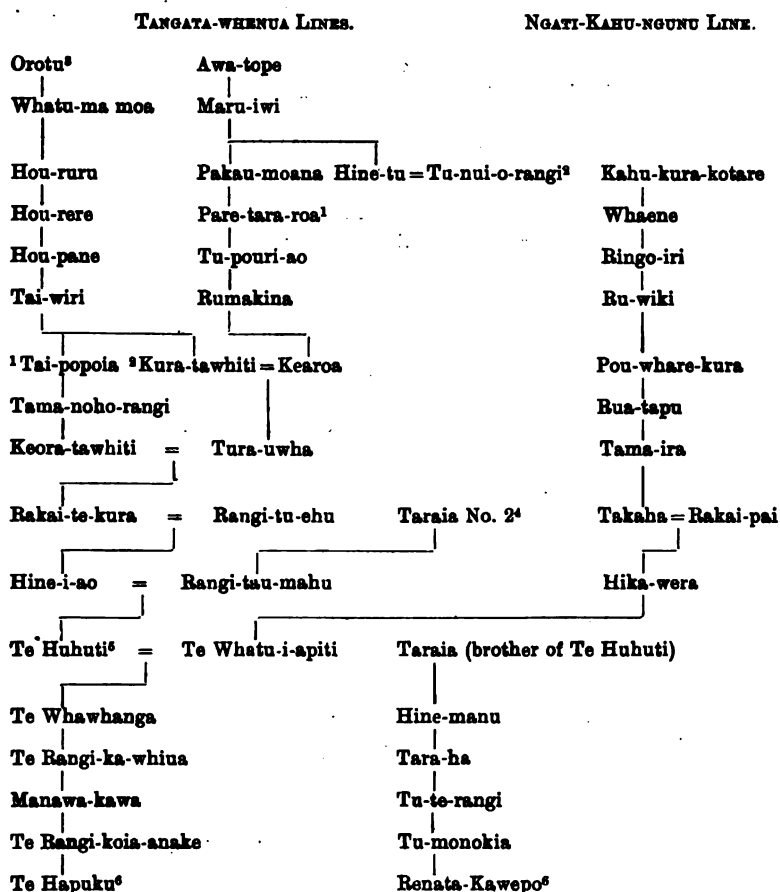 TANGATA-WHENUA LINES. NGATI-KAHU-NGUNU LINE.
Orotu⁸ Awa-tope
Whatu-ma moa Maru-iwi
Hou-ruru Pakau-moana Hine-tu = Tu-nui-o-rangi² Kahu-kura-kotare
Hou-rere Pare-tara-roa¹ Whaene
Hou-pane Tu-pouri-ao Ringo-iri
Tai-wiri Rumakina Ru-wiki
¹Tai-popoia ²Kura-tawhiti = Kearoa Pou-whare-kura
Tama-noho-rangi Rua-tapu
Keora-tawhiti = Tura-uwha Tama-ira
Rakai-te-kura = Rangi-tu-ehu Taraia No. 2⁴ Takaha = Rakai-pai
Hine-i-ao = Rangi-tau-mahu Hika-wera
Te Huhuti⁵ = Te Whatu-i-apiti Taraia (brother of Te Huhuti)
Te Whawhanga Hine-manu
Te Rangi-ka-whiua Tara-ha
Manawa-kawa Tu-te-rangi
Te Rangi-koia-anake Tu-monokia
Te Hapuku⁶ Renata-Kawepo⁶